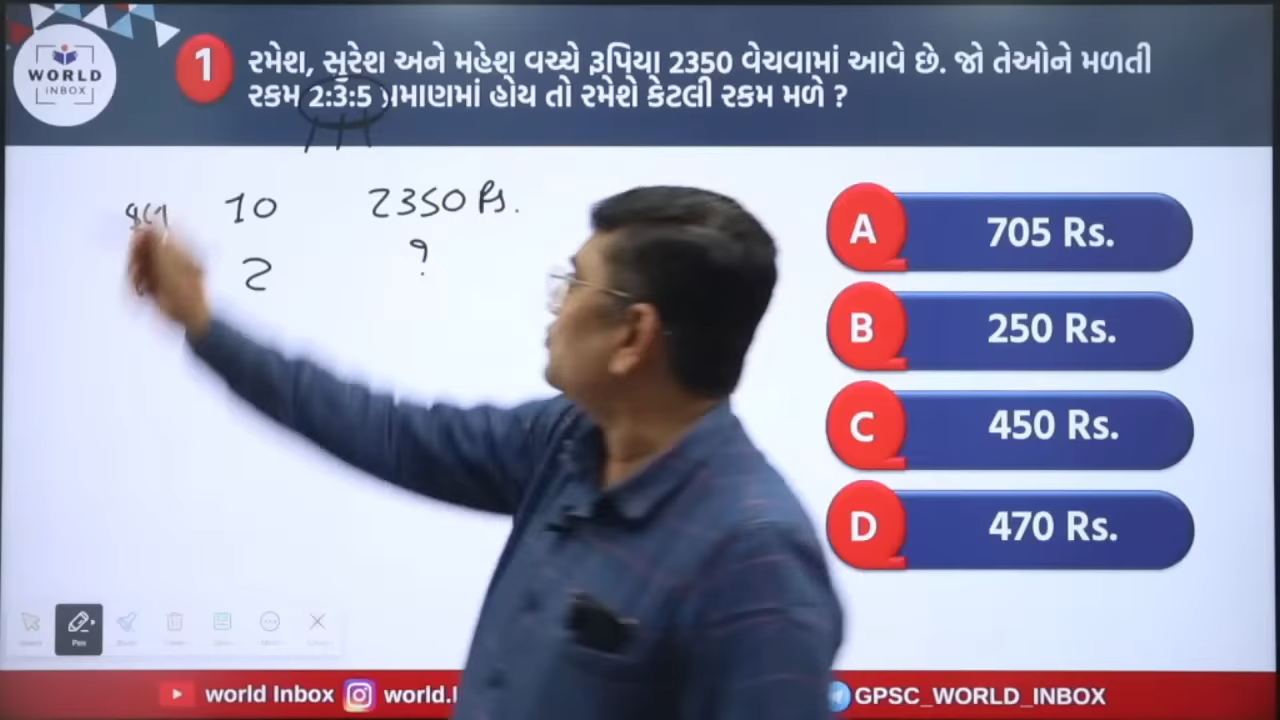 WORLD
INBOX
1
રમેશ, સુરેશ અને મહેશ વચ્ચે રૂપિયા 2350 વેચવામાં આવે છે. જો તેઓને મળતી
રકમ 2:3:5 પ્રમાણમાં હોય તો રમેશે કેટલી રકમ મળે ?
10 2350 Rs.
2 ?
A 705 Rs.
B 250 Rs.
C 450 Rs.
D 470 Rs.
Pen
world Inbox
world.
GPSC_WORLD_INBOX